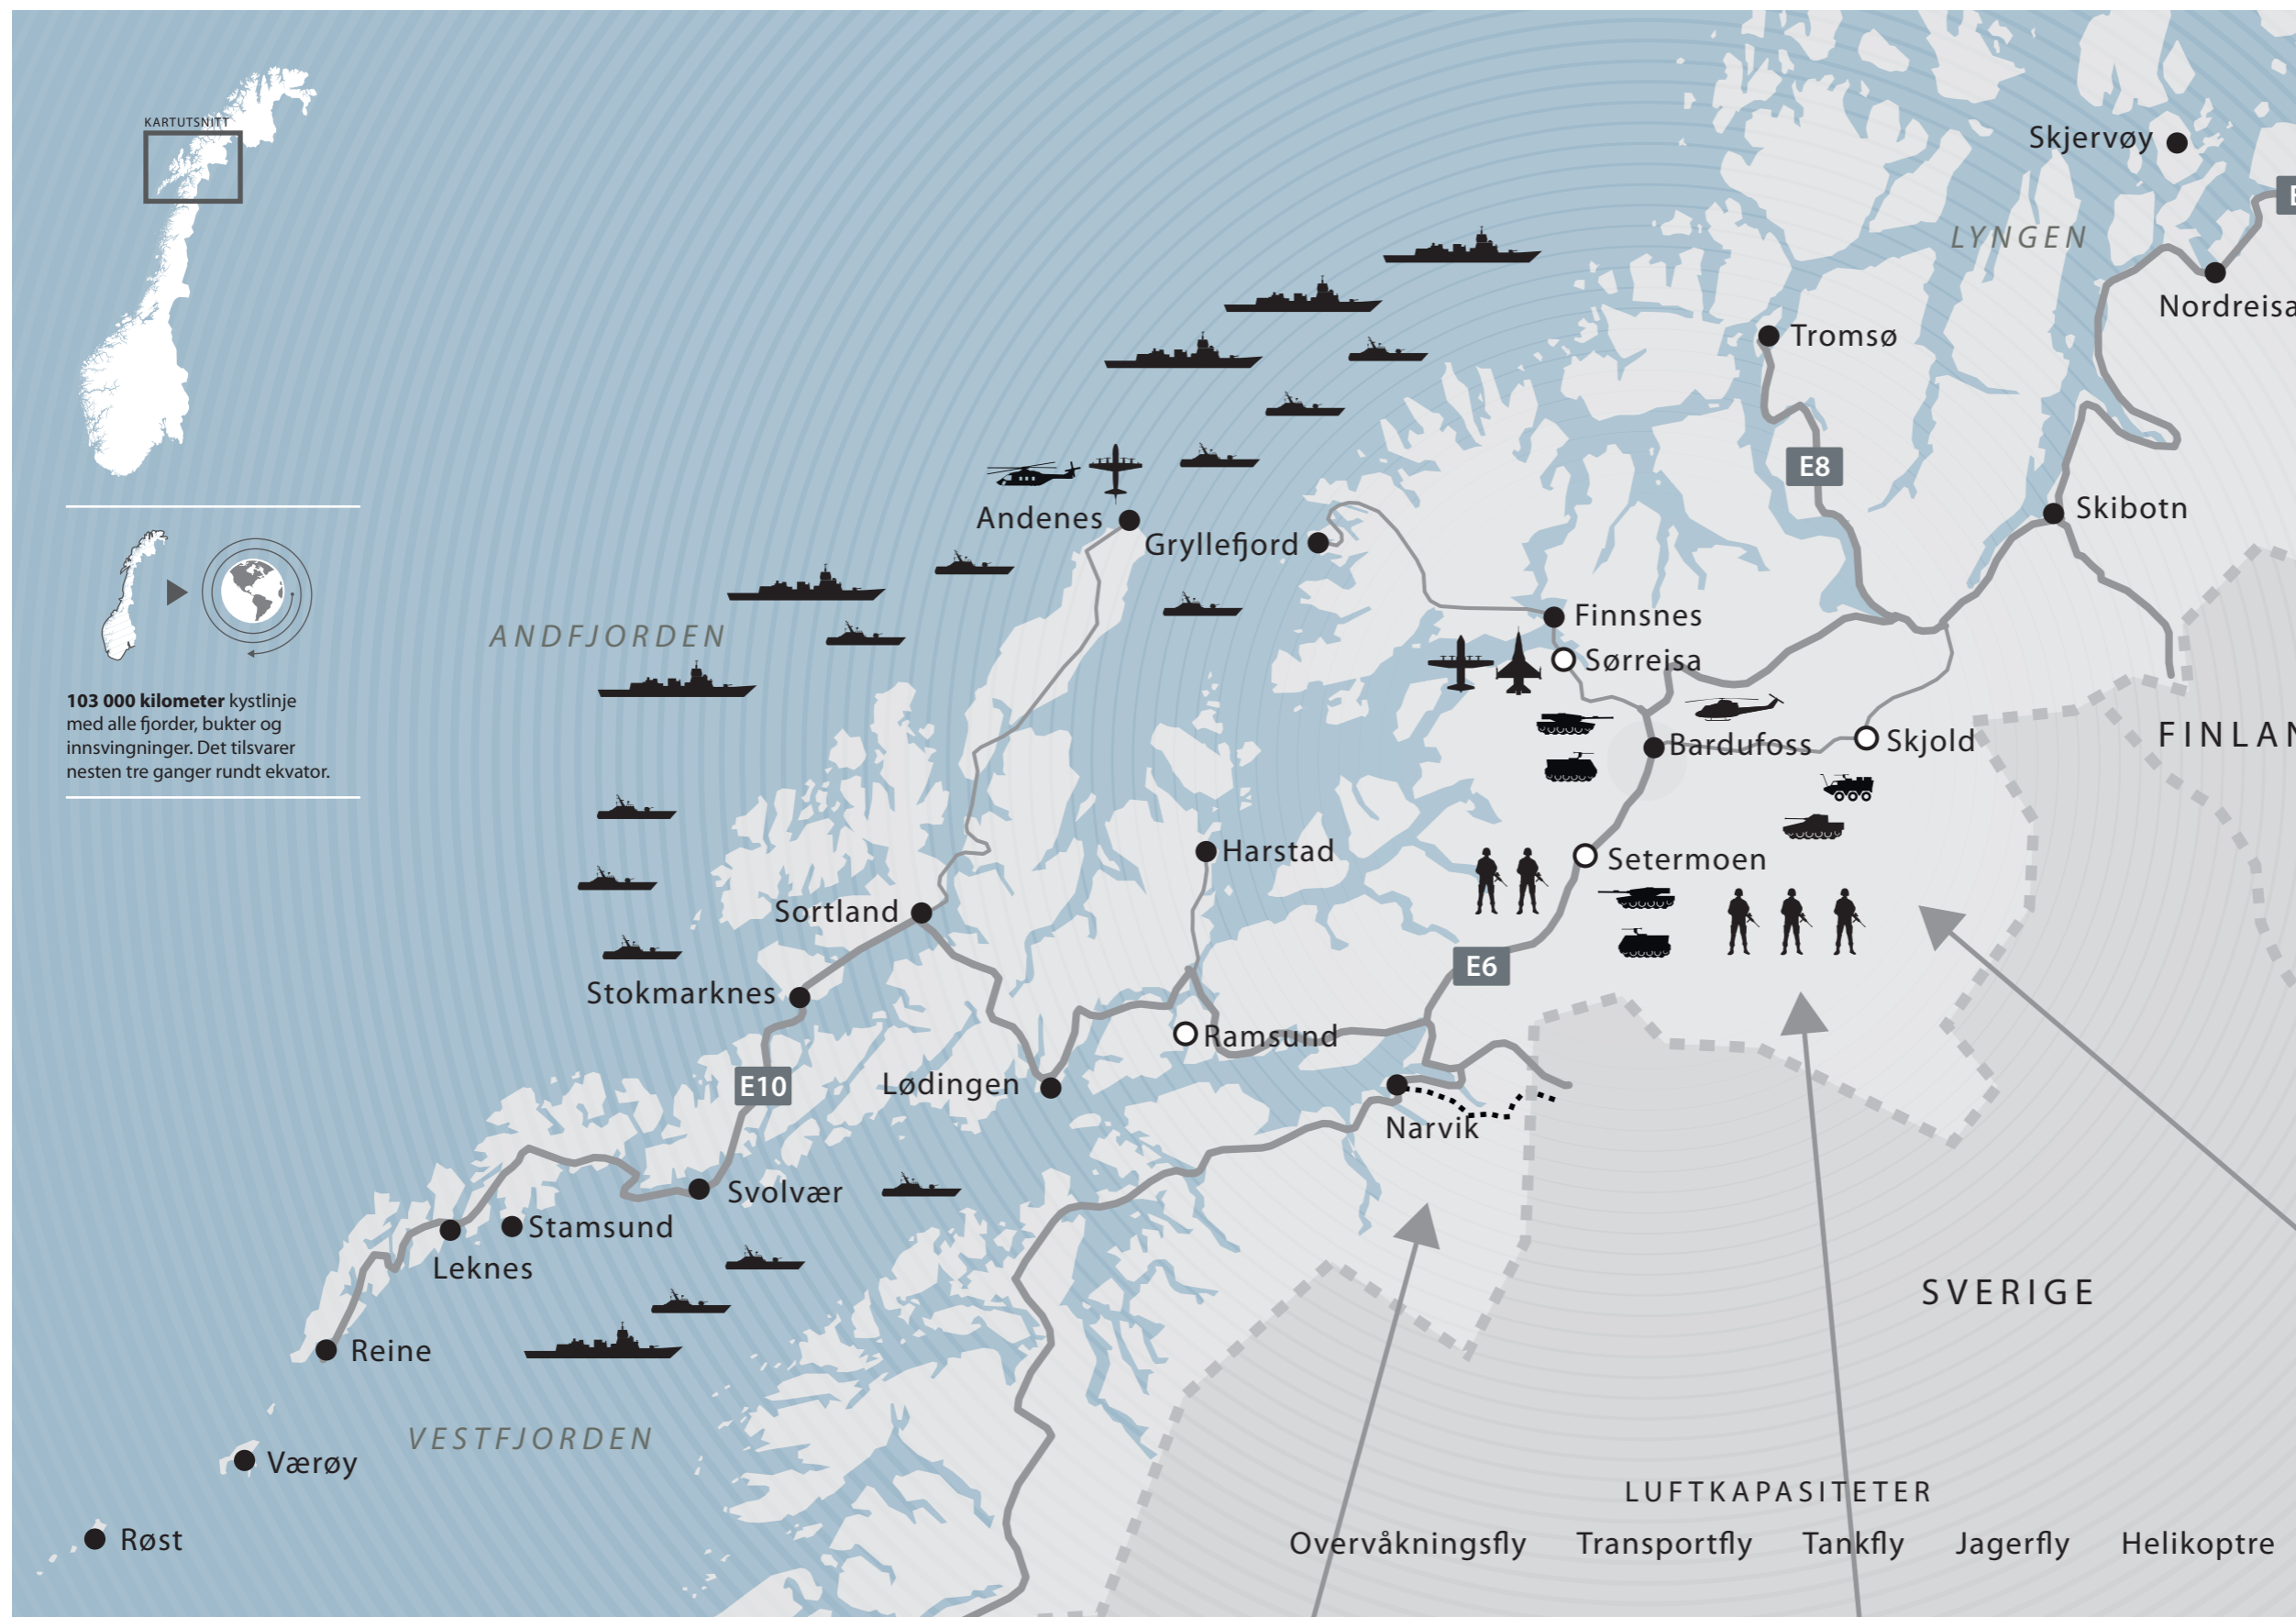 KARTUTSNITT
103 000 kilometer kystlinje
med alle fjorder, bukter og
innsvingninger. Det tilsvarer
nesten tre ganger rundt ekvator.
Skjervøy
LYNGEN
E
Nordreisa
Tromsø
E8
Skibotn
Andenes
Gryllefjord
Finnsnes
ANDFJORDEN
Sørreisa
FINLAN
Bardufoss
Skjold
Harstad
Setermoen
Sortland
E6
Stokmarknes
Ramsund
E10
Lødingen
Narvik
Svolvær
Stamsund
Leknes
SVERIGE
Reine
VESTFJORDEN
Værøy
LUFTKAPASITETER
Røst
Overvåkningsfly Transportfly Tankfly Jagerfly Helikoptre